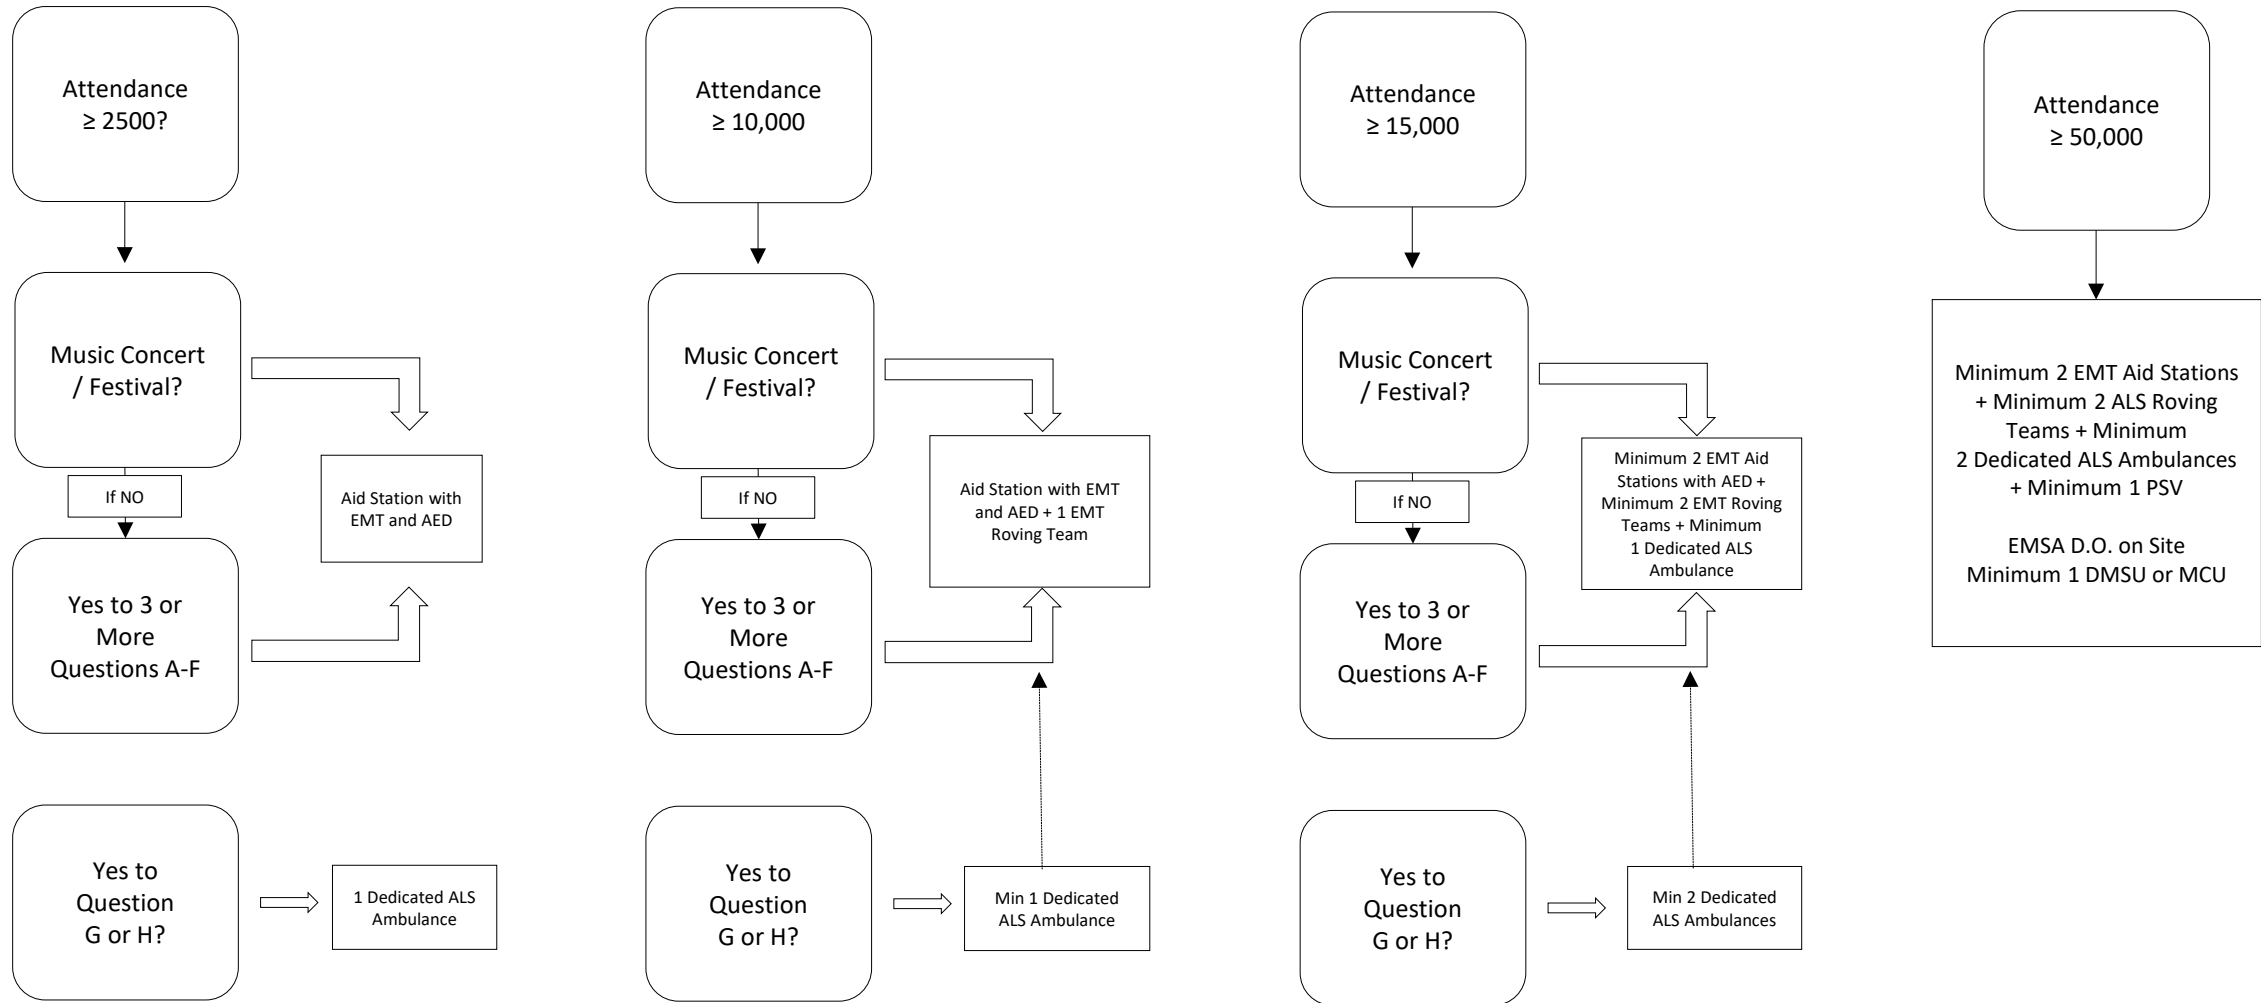 Attendance
≥ 2500?
Music Concert
/ Festival?
If NO
Yes to 3 or
More
Questions A-F
Aid Station with
EMT and AED
Yes to
Question
G or H?
1 Dedicated ALS
Ambulance
Attendance
≥ 10,000
Music Concert
/ Festival?
If NO
Yes to 3 or
More
Questions A-F
Aid Station with EMT
and AED + 1 EMT
Roving Team
Yes to
Question
G or H?
Min 1 Dedicated
ALS Ambulance
Attendance
≥ 15,000
Music Concert
/ Festival?
If NO
Yes to 3 or
More
Questions A-F
Minimum 2 EMT Aid
Stations with AED +
Minimum 2 EMT Roving
Teams + Minimum
1 Dedicated ALS
Ambulance
Yes to
Question
G or H?
Min 2 Dedicated
ALS Ambulances
Attendance
≥ 50,000
Minimum 2 EMT Aid Stations
+ Minimum 2 ALS Roving
Teams + Minimum
2 Dedicated ALS Ambulances
+ Minimum 1 PSV
EMSA D.O. on Site
Minimum 1 DMSU or MCU